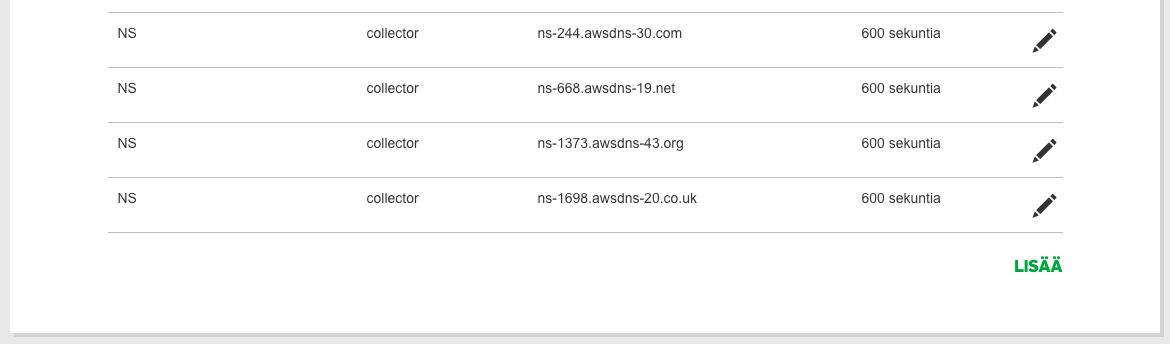 NS collector ns-244.awsdns-30.com 600 sekuntia
NS collector ns-668.awsdns-19.net 600 sekuntia
NS collector ns-1373.awsdns-43.org 600 sekuntia
NS collector ns-1698.awsdns-20.co.uk 600 sekuntia
LISÄÄ